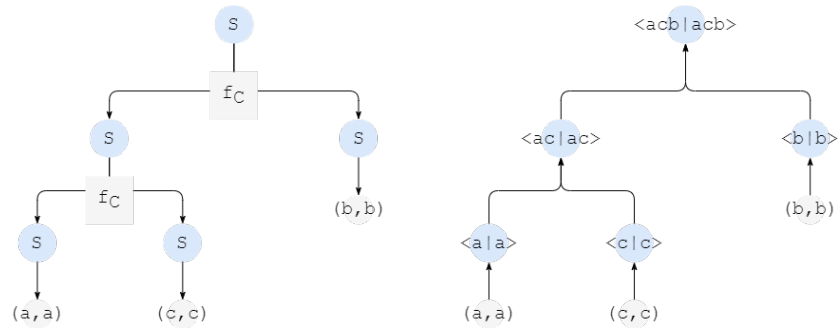 S
f_C
S
S
f_C
(b,b)
S
S
(a,a)
(c,c)
<acb|acb>
<ac|ac>
<b|b>
(b,b)
<a|a>
<c|c>
(a,a)
(c,c)